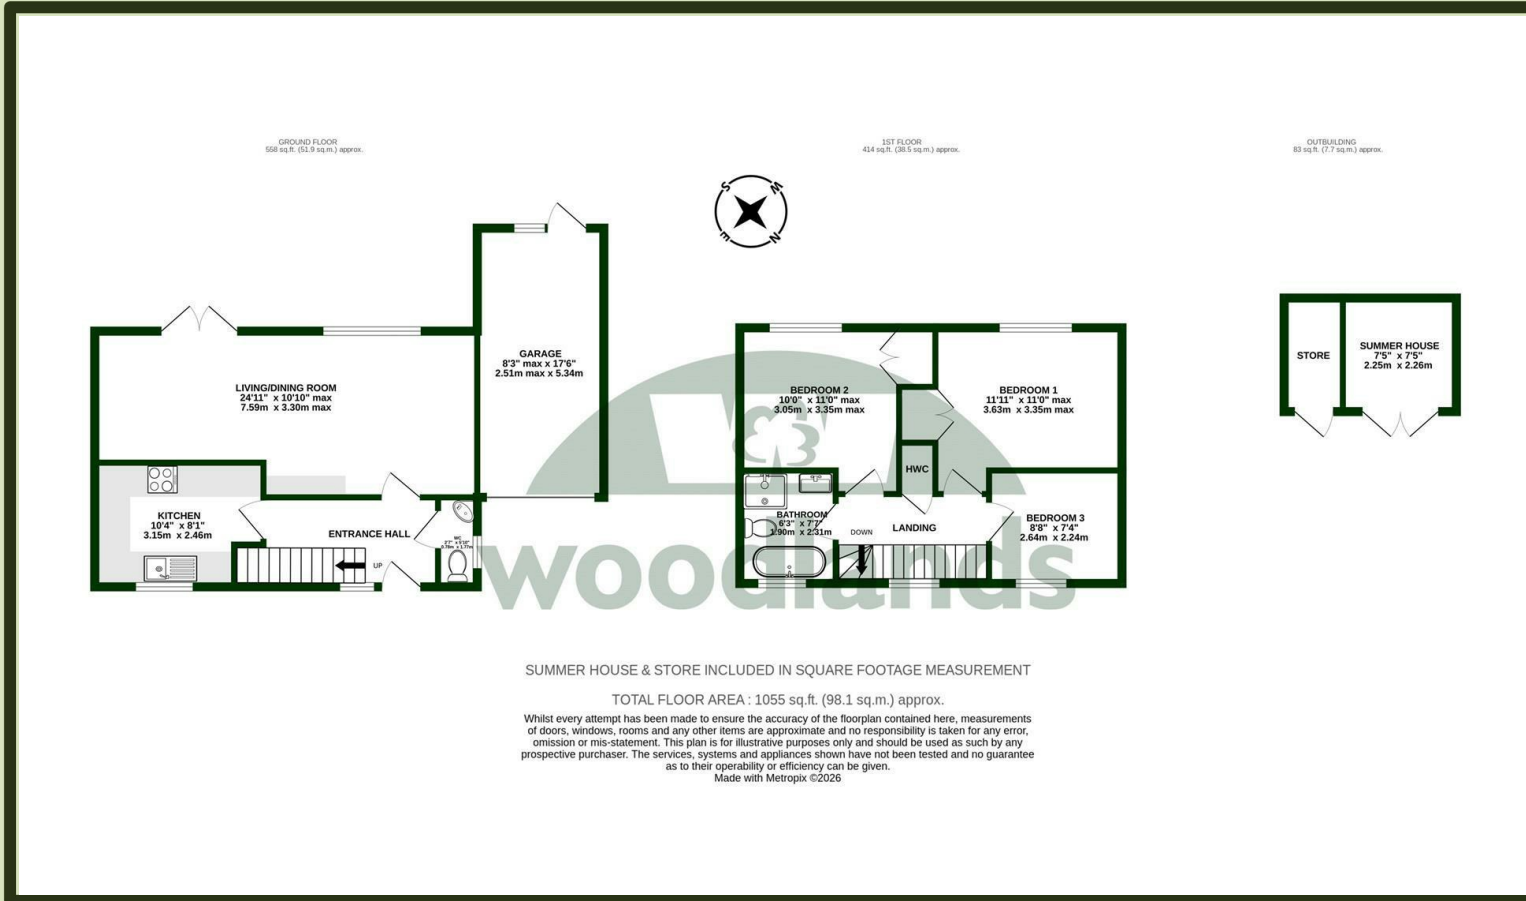 GROUND FLOOR
558 sq.ft. (51.9 sq.m.) approx.
1ST FLOOR
414 sq.ft. (38.5 sq.m.) approx.
OUTBUILDING
83 sq.ft. (7.7 sq.m.) approx.
S
W
E
N
GARAGE
8'3" max x 17'6"
2.51m max x 5.34m
LIVING/DINING ROOM
24'11" x 10'10" max
7.59m x 3.30m max
KITCHEN
10'4" x 8'1"
3.15m x 2.46m
ENTRANCE HALL
UP
WC
BEDROOM 2
10'0" x 11'0" max
3.05m x 3.35m max
BEDROOM 1
11'11" x 11'0" max
3.63m x 3.35m max
HWC
BATHROOM
6'3" x 7'7"
1.90m x 2.31m
DOWN
LANDING
BEDROOM 3
8'8" x 7'4"
2.64m x 2.24m
STORE
SUMMER HOUSE
7'5" x 7'5"
2.25m x 2.26m
woodlands
SUMMER HOUSE & STORE INCLUDED IN SQUARE FOOTAGE MEASUREMENT
TOTAL FLOOR AREA : 1055 sq.ft. (98.1 sq.m.) approx.
Whilst every attempt has been made to ensure the accuracy of the floorplan contained here, measurements
of doors, windows, rooms and any other items are approximate and no responsibility is taken for any error,
omission or mis-statement. This plan is for illustrative purposes only and should be used as such by any
prospective purchaser. The services, systems and appliances shown have not been tested and no guarantee
as to their operability or efficiency can be given.
Made with Metropix ©2026